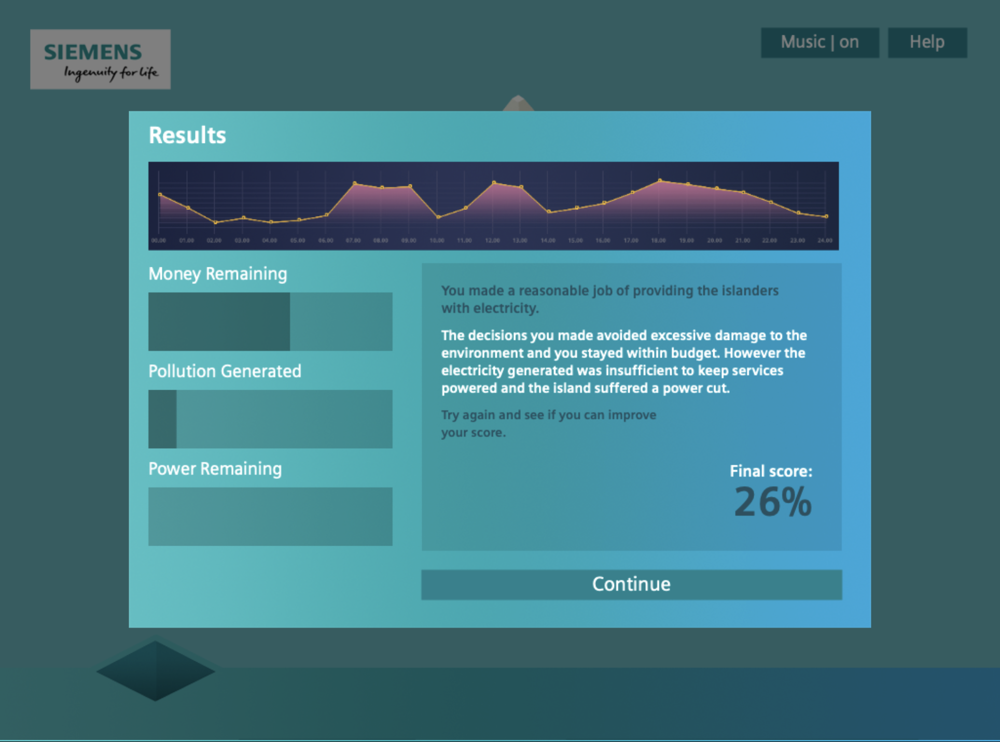 SIEMENS
Ingenuity for life
Music | on
Help
Results
00.00 01.00 02.00 03.00 04.00 05.00 06.00 07.00 08.00 09.00 10.00 11.00 12.00 13.00 14.00 15.00 16.00 17.00 18.00 19.00 20.00 21.00 22.00 23.00 24.00
Money Remaining
Pollution Generated
Power Remaining
You made a reasonable job of providing the islanders
with electricity.
The decisions you made avoided excessive damage to the
environment and you stayed within budget. However the
electricity generated was insufficient to keep services
powered and the island suffered a power cut.
Try again and see if you can improve
your score.
Final score:
26%
Continue